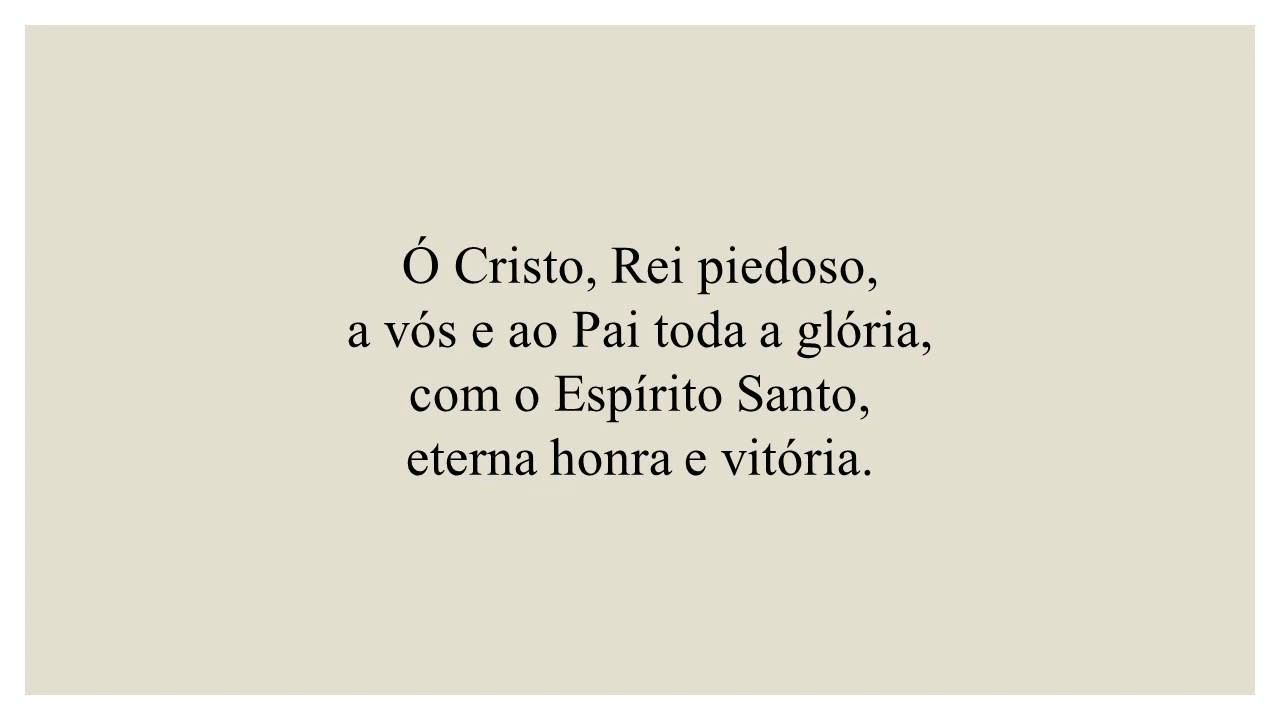 Ó Cristo, Rei piedoso,
a vós e ao Pai toda a glória,
com o Espírito Santo,
eterna honra e vitória.